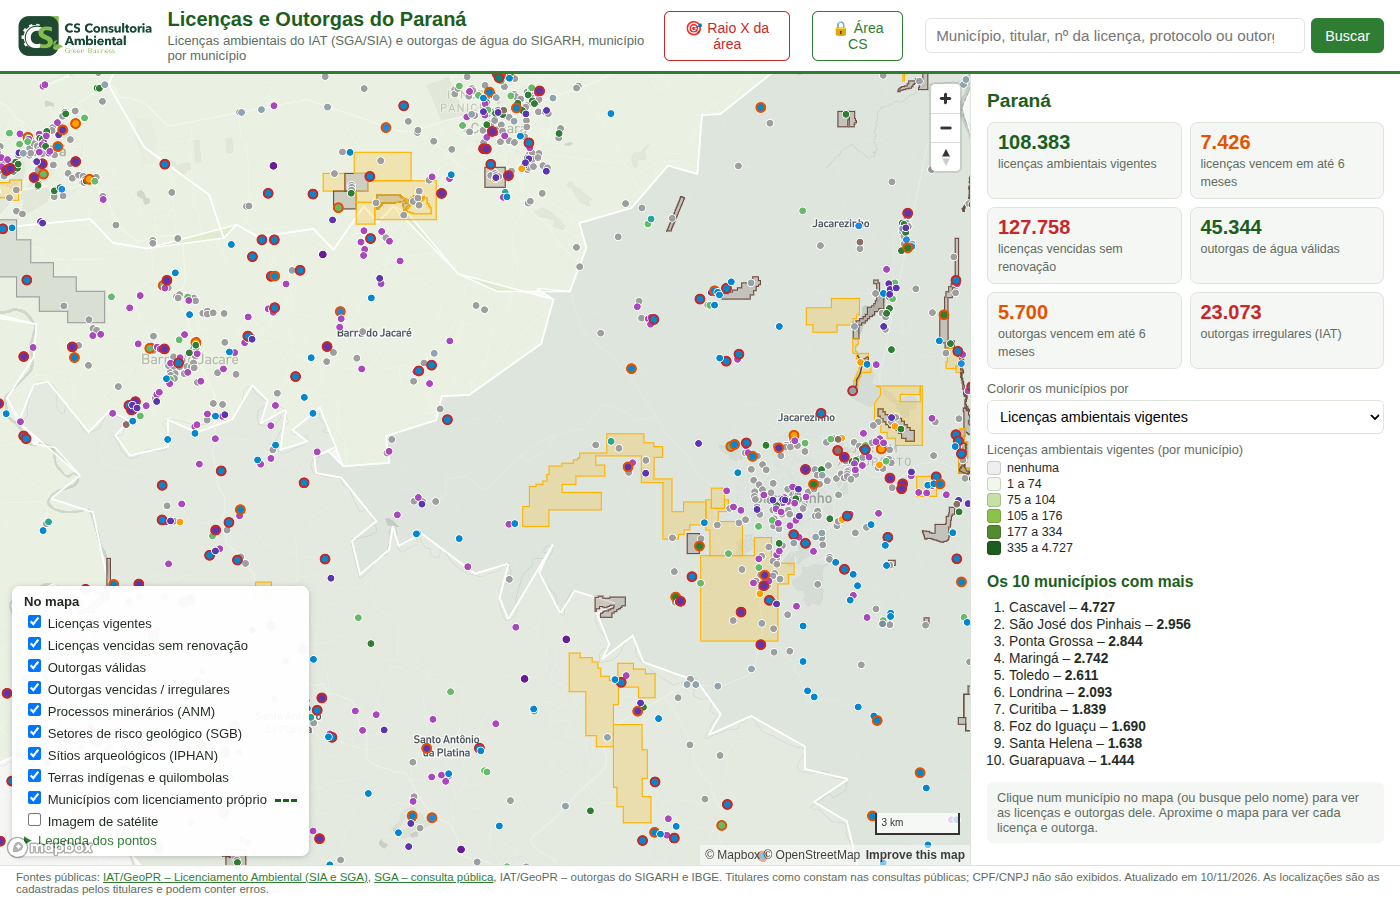 CS Consultoria
Ambiental
Green Business
Licenças e Outorgas do Paraná
Licenças ambientais do IAT (SGA/SIA) e outorgas de água do SIGARH, município
por município
🎯 Raio X da
área
🔒 Área
CS
Município, titular, nº da licença, protocolo ou outorg
Buscar
Jacarezinho
Barra do Jacaré
Barra do Jacaré
Jacarezinho
Santo Antônio
da Platina
3 km
© Mapbox © OpenStreetMap Improve this map
mapbox
No mapa
Licenças vigentes
Licenças vencidas sem renovação
Outorgas válidas
Outorgas vencidas / irregulares
Processos minerários (ANM)
Setores de risco geológico (SGB)
Sítios arqueológicos (IPHAN)
Terras indígenas e quilombolas
Municípios com licenciamento próprio
Imagem de satélite
Legenda dos pontos
Paraná
108.383
licenças ambientais vigentes
7.426
licenças vencem em até 6
meses
127.758
licenças vencidas sem
renovação
45.344
outorgas de água válidas
5.700
outorgas vencem em até 6
meses
23.073
outorgas irregulares (IAT)
Colorir os municípios por
Licenças ambientais vigentes
Licenças ambientais vigentes (por município)
nenhuma
1 a 74
75 a 104
105 a 176
177 a 334
335 a 4.727
Os 10 municípios com mais
1. Cascavel – 4.727
2. São José dos Pinhais – 2.956
3. Ponta Grossa – 2.844
4. Maringá – 2.742
5. Toledo – 2.611
6. Londrina – 2.093
7. Curitiba – 1.839
8. Foz do Iguaçu – 1.690
9. Santa Helena – 1.638
10. Guarapuava – 1.444
Clique num município no mapa (ou busque pelo nome) para ver
as licenças e outorgas dele. Aproxime o mapa para ver cada
licença e outorga.
Fontes públicas: IAT/GeoPR – Licenciamento Ambiental (SIA e SGA), SGA – consulta pública, IAT/GeoPR – outorgas do SIGARH e IBGE. Titulares como constam nas consultas públicas; CPF/CNPJ não são exibidos. Atualizado em 10/11/2026. As localizações são as
cadastradas pelos titulares e podem conter erros.